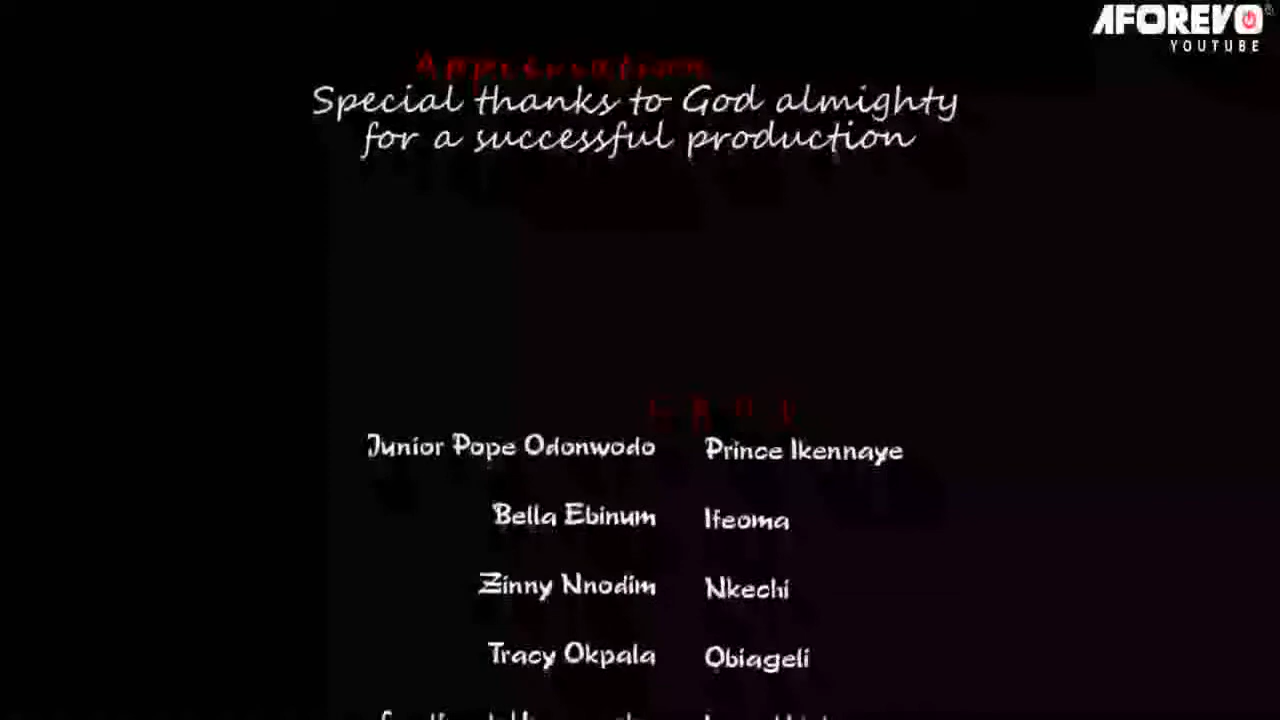 AFOREVO
YOUTUBE
Appreciation
Special thanks to God almighty
for a successful production
Junior Pope Odonwodo Prince Ikennaye
Bella Ebinum Ifeoma
Zinny Nnodim Nkechi
Tracy Okpala Obiageli